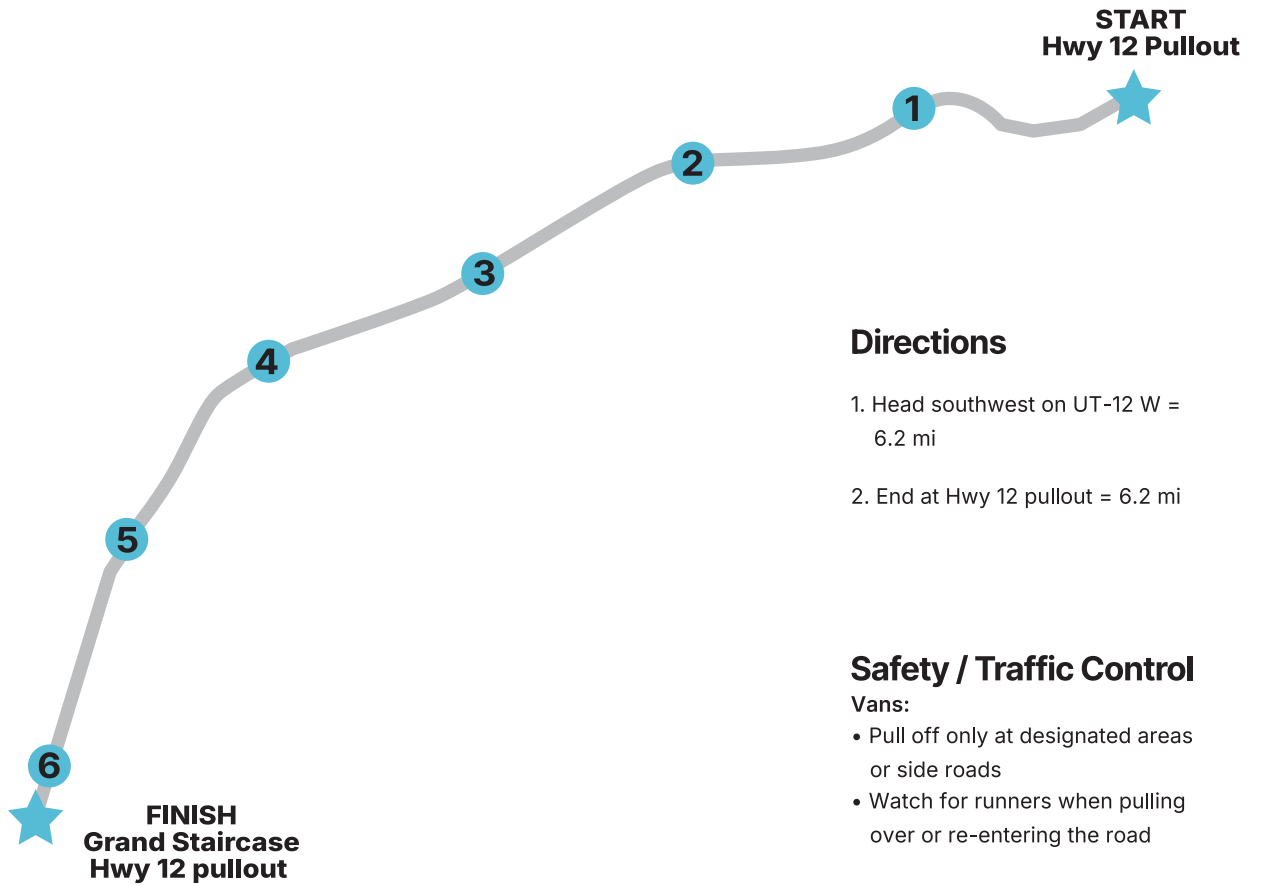 START
Hwy 12 Pullout
1
2
3
4
5
6
FINISH
Grand Staircase
Hwy 12 pullout
Directions
1. Head southwest on UT-12 W =
6.2 mi
2. End at Hwy 12 pullout = 6.2 mi
Safety / Traffic Control
Vans:
• Pull off only at designated areas
or side roads
• Watch for runners when pulling
over or re-entering the road